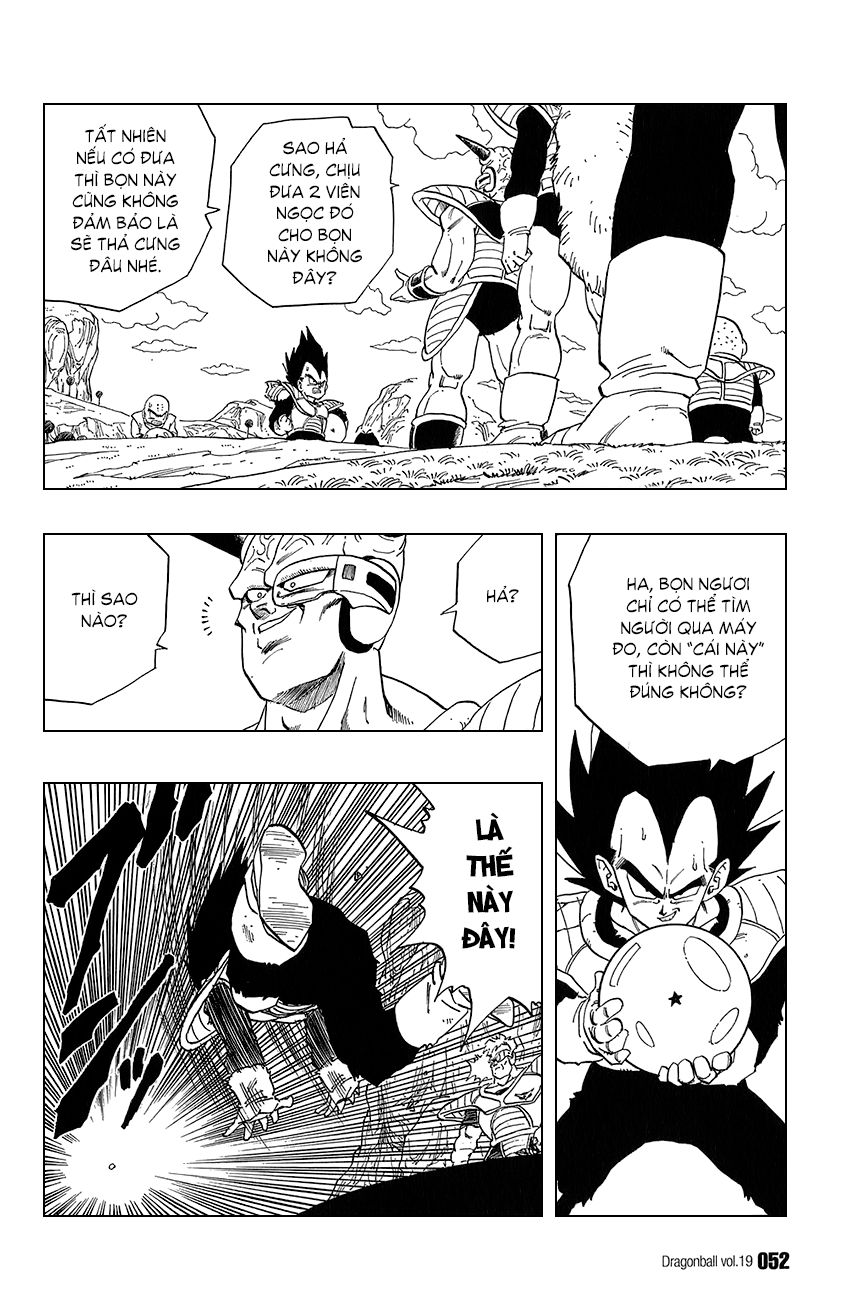 SAO HẢ
CƯNG, CHỊU
ĐƯA 2 VIÊN
NGỌC ĐÓ
CHO BỌN
NÀY KHÔNG
ĐÂY?
TẤT NHIÊN
NẾU CÓ ĐƯA
THÌ BỌN NÀY
CŨNG KHÔNG
ĐẢM BẢO LÀ
SẼ THẢ CƯNG
ĐÂU NHÉ.
HA, BỌN NGƯƠI
CHỈ CÓ THỂ TÌM
NGƯỜI QUA MÁY
ĐO, CÒN "CÁI NÀY"
THÌ KHÔNG THỂ
ĐÚNG KHÔNG?
HẢ?
THÌ SAO
NÀO?
LÀ
THẾ
NÀY
ĐÂY!
Dragonball vol.19 052